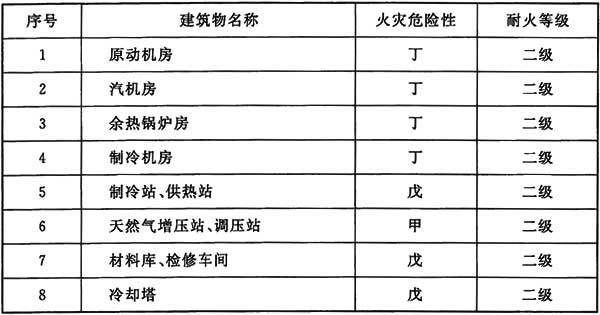 序号 建筑物名称 火灾危险性 耐火等级
1 原动机房 丁 二级
2 汽机房 丁 二级
3 余热锅炉房 丁 二级
4 制冷机房 丁 二级
5 制冷站、供热站 戊 二级
6 天然气增压站、调压站 甲 二级
7 材料库、检修车间 戊 二级
8 冷却塔 戊 二级